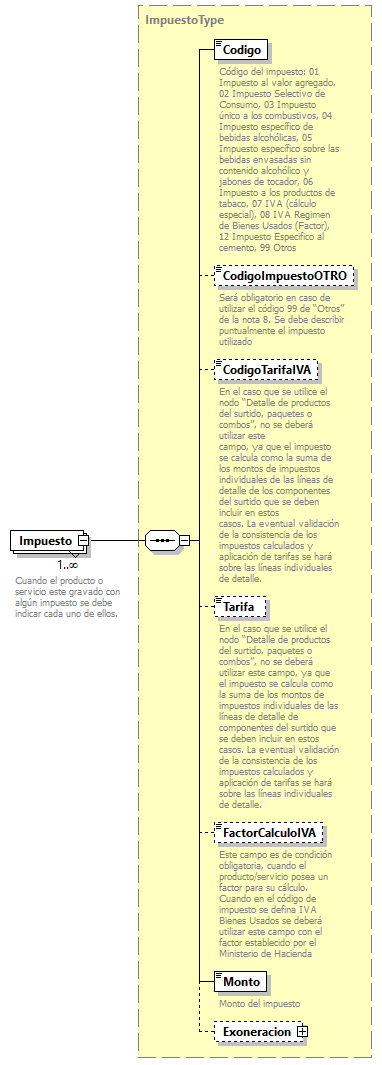 ImpuestoType
Codigo
Código del impuesto: 01
Impuesto al valor agregado,
02 Impuesto Selectivo de
Consumo, 03 Impuesto
único a los combustivos, 04
Impuesto específico de
bebidas alcohólicas, 05
Impuesto específico sobre las
bebidas envasadas sin
contenido alcohólico y
jabones de tocador, 06
Impuesto a los productos de
tabaco, 07 IVA (cálculo
especial), 08 IVA Regimen
de Bienes Usados (Factor),
12 Impuesto Especifico al
cemento, 99 Otros
CodigoImpuestoOTRO
Será obligatorio en caso de
utilizar el código 99 de “Otros”
de la nota 8. Se debe describir
puntualmente el impuesto
utilizado
CodigoTarifaIVA
En el caso que se utilice el
nodo “Detalle de productos
del surtido, paquetes o
combos”, no se deberá
utilizar este
campo, ya que el impuesto
se calcula como la suma de
los montos de impuestos
individuales de las líneas de
detalle de los componentes
del surtido que se deben
incluir en estos
casos. La eventual validación
de la consistencia de los
impuestos calculados y
aplicación de tarifas se hará
sobre las líneas individuales
de detalle.
Impuesto
1..∞
Cuando el producto o
servicio este gravado con
algún impuesto se debe
indicar cada uno de ellos.
Tarifa
En el caso que se utilice el
nodo “Detalle de productos
del surtido, paquetes o
combos”, no se deberá
utilizar este campo, ya que
el impuesto se calcula como
la suma de los montos de
impuestos individuales de las
líneas de detalle de
componentes del surtido que
se deben incluir en estos
casos. La eventual validación
de la consistencia de los
impuestos calculados y
aplicación de tarifas se hará
sobre las líneas individuales
de detalle.
FactorCalculoIVA
Este campo es de condición
obligatoria, cuando el
producto/servicio posea un
factor para su cálculo.
Cuando en el código de
impuesto se defina IVA
Bienes Usados se deberá
utilizar este campo con el
factor establecido por el
Ministerio de Hacienda
Monto
Monto del impuesto
Exoneracion